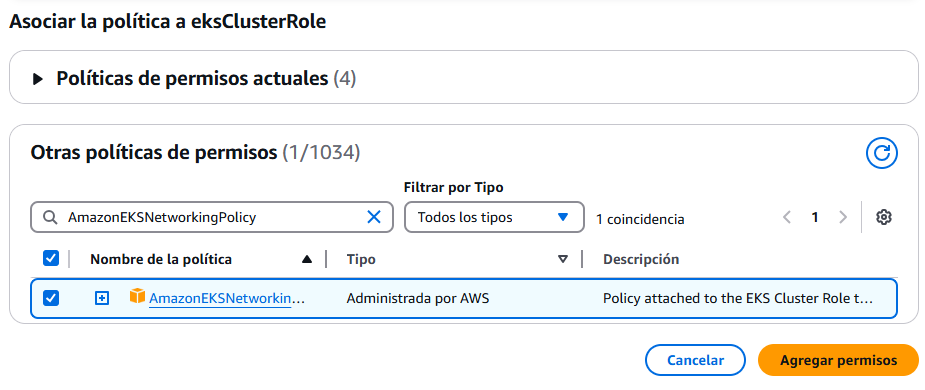 Asociar la política a eksClusterRole
Políticas de permisos actuales (4)
Otras políticas de permisos (1/1034)
Filtrar por Tipo
AmazonEKSNetworkingPolicy
Todos los tipos
1 coincidencia
1
Nombre de la política
Tipo
Descripción
AmazonEKSNetworkin...
Administrada por AWS
Policy attached to the EKS Cluster Role t...
Cancelar
Agregar permisos